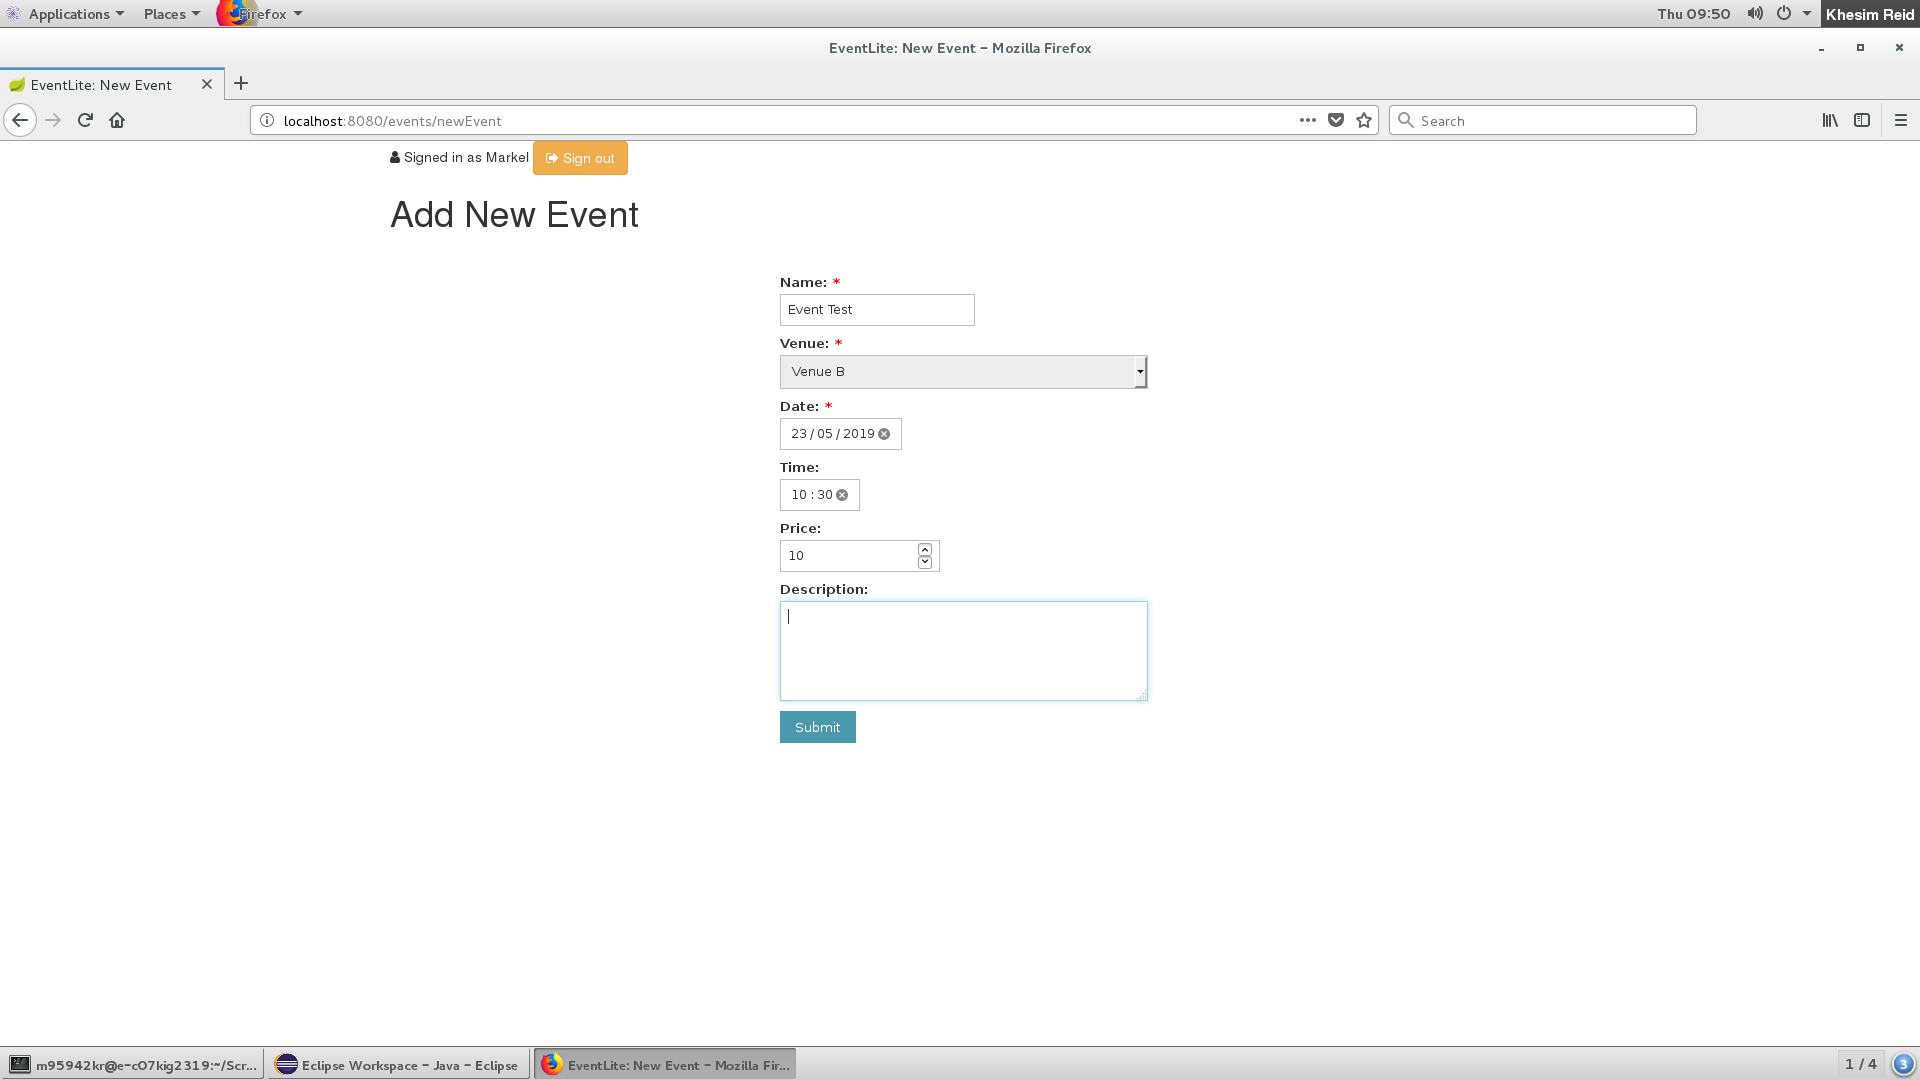 Applications Places Firefox Thu 09:50 Khesim Reid
EventLite: New Event - Mozilla Firefox
EventLite: New Event
localhost:8080/events/newEvent Search
Signed in as Markel Sign out
Add New Event
Name: *
Event Test
Venue: *
Venue B
Date: *
23 / 05 / 2019
Time:
10 : 30
Price:
10
Description:
Submit
m95942kr@e-c07kig2319:~/Scr... Eclipse Workspace - Java - Eclipse EventLite: New Event - Mozilla Fir... 1 / 4 3